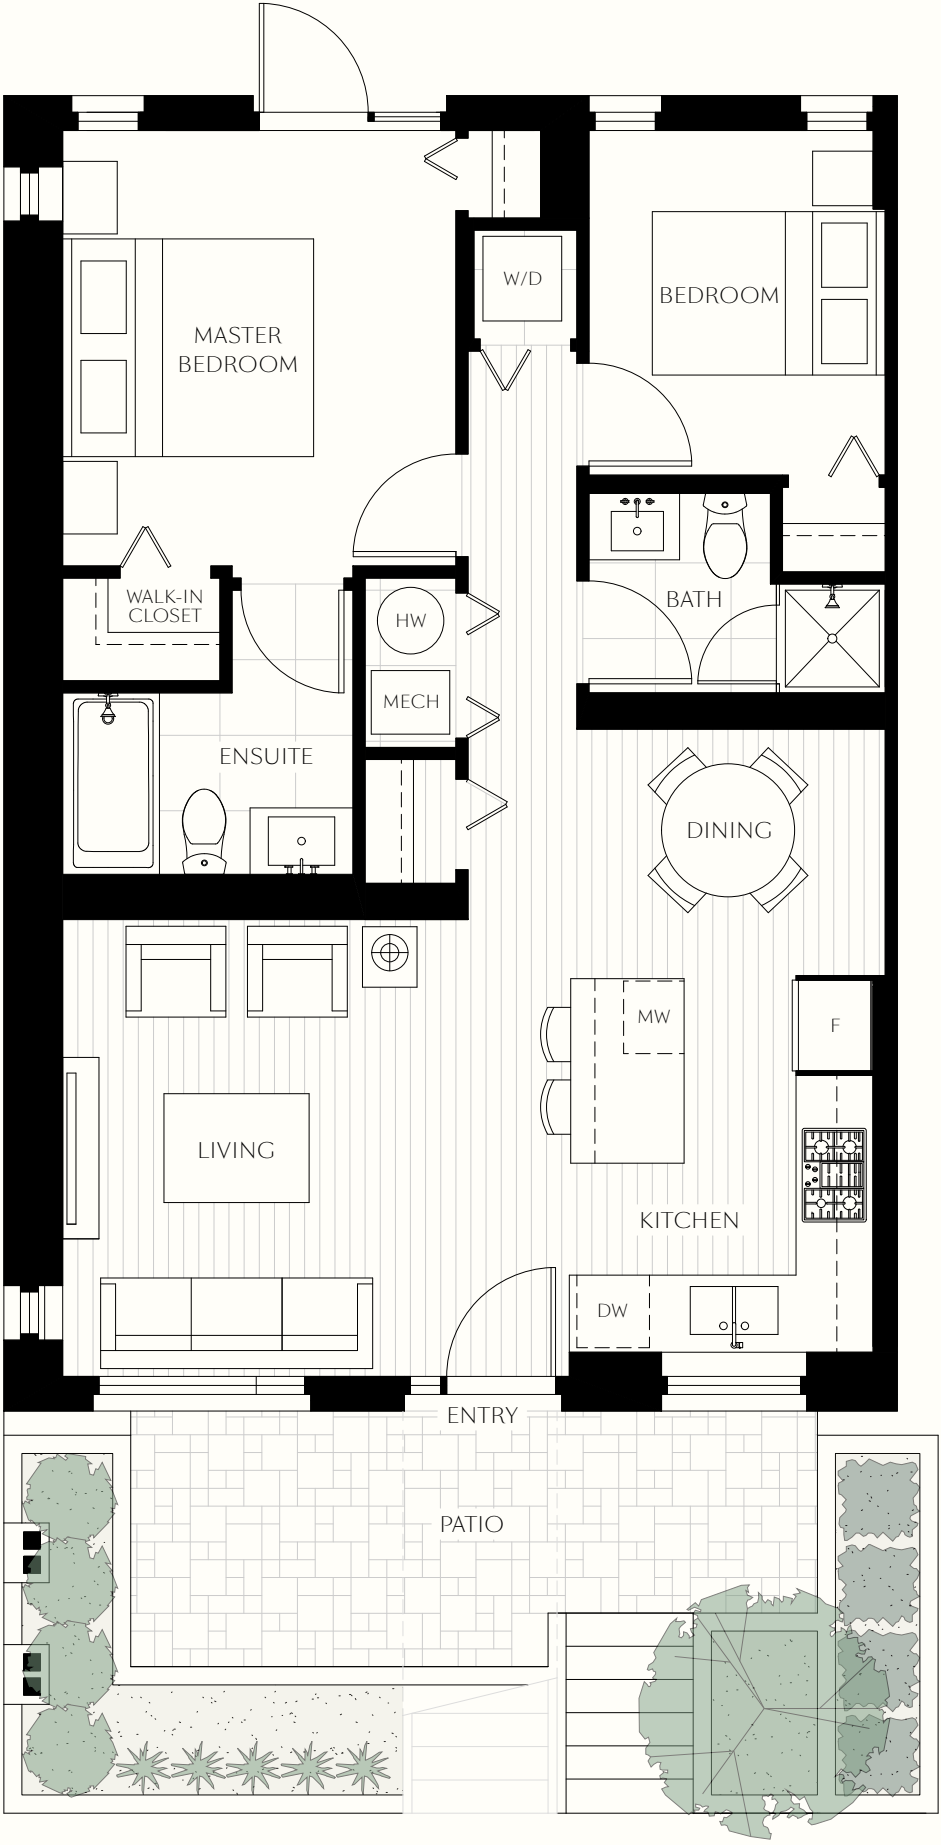 W/D
BEDROOM
MASTER
BEDROOM
WALK-IN
CLOSET
HW
BATH
MECH
ENSUITE
DINING
MW
F
LIVING
KITCHEN
DW
ENTRY
PATIO